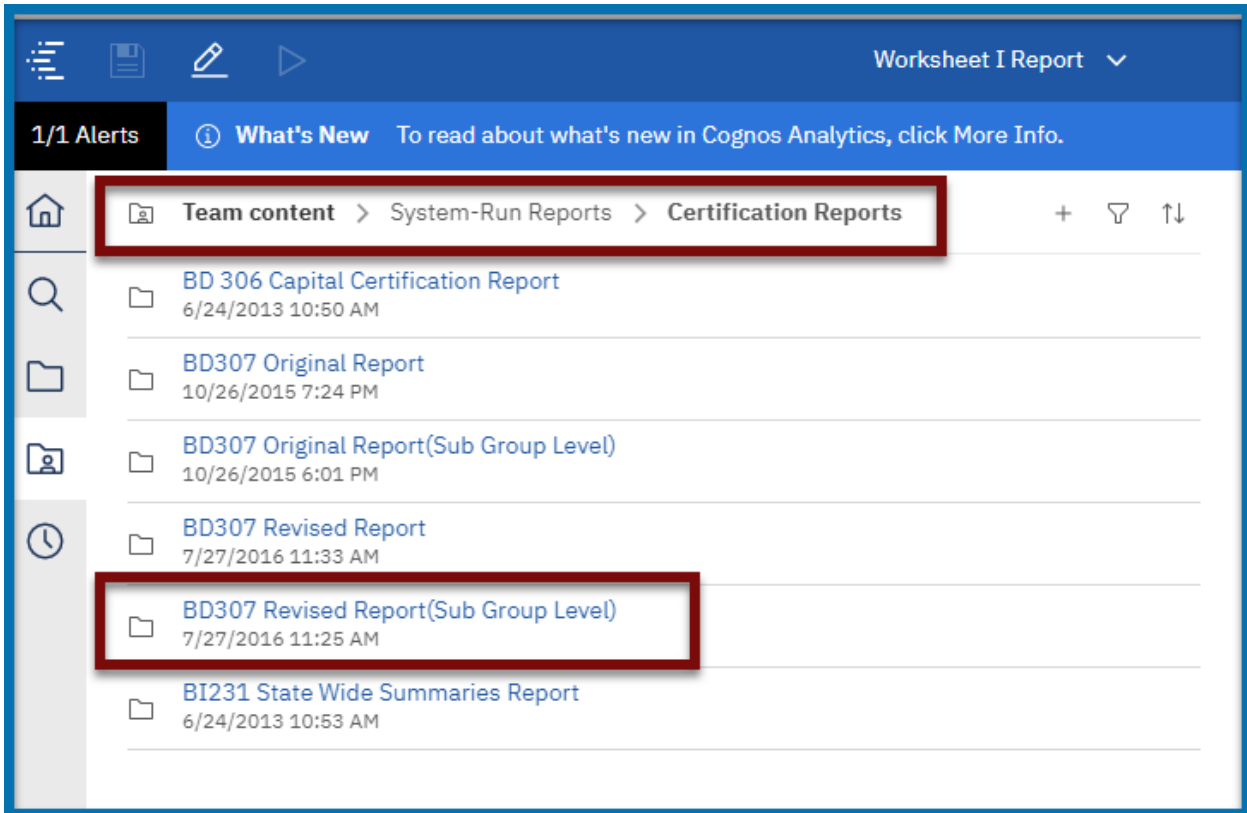 Worksheet I Report
1/1 Alerts
What's New To read about what's new in Cognos Analytics, click More Info.
Team content > System-Run Reports > Certification Reports
BD 306 Capital Certification Report
6/24/2013 10:50 AM
BD307 Original Report
10/26/2015 7:24 PM
BD307 Original Report(Sub Group Level)
10/26/2015 6:01 PM
BD307 Revised Report
7/27/2016 11:33 AM
BD307 Revised Report(Sub Group Level)
7/27/2016 11:25 AM
BI231 State Wide Summaries Report
6/24/2013 10:53 AM